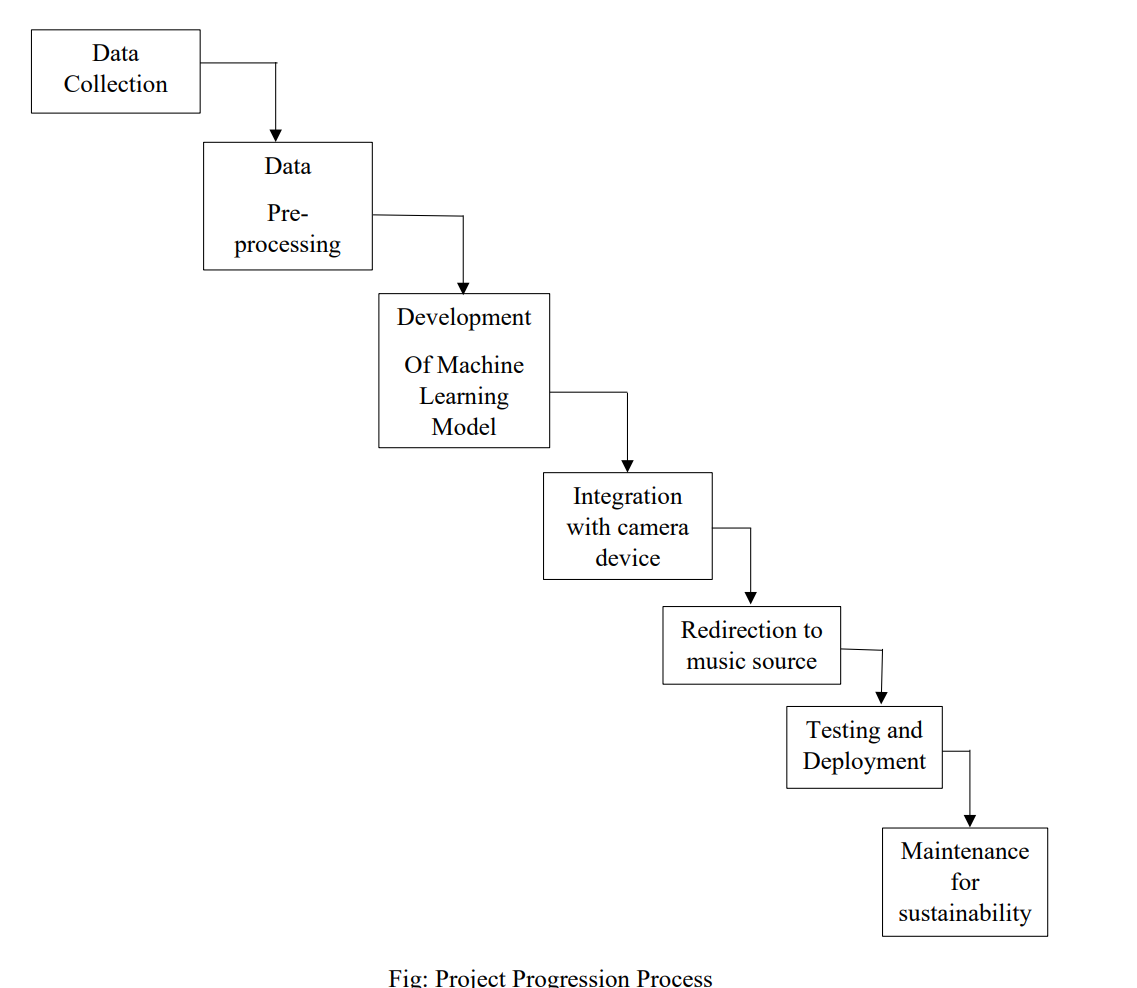 Data
Collection
Data
Pre-
processing
Development
Of Machine
Learning
Model
Integration
with camera
device
Redirection to
music source
Testing and
Deployment
Maintenance
for
sustainability
Fig: Project Progression Process